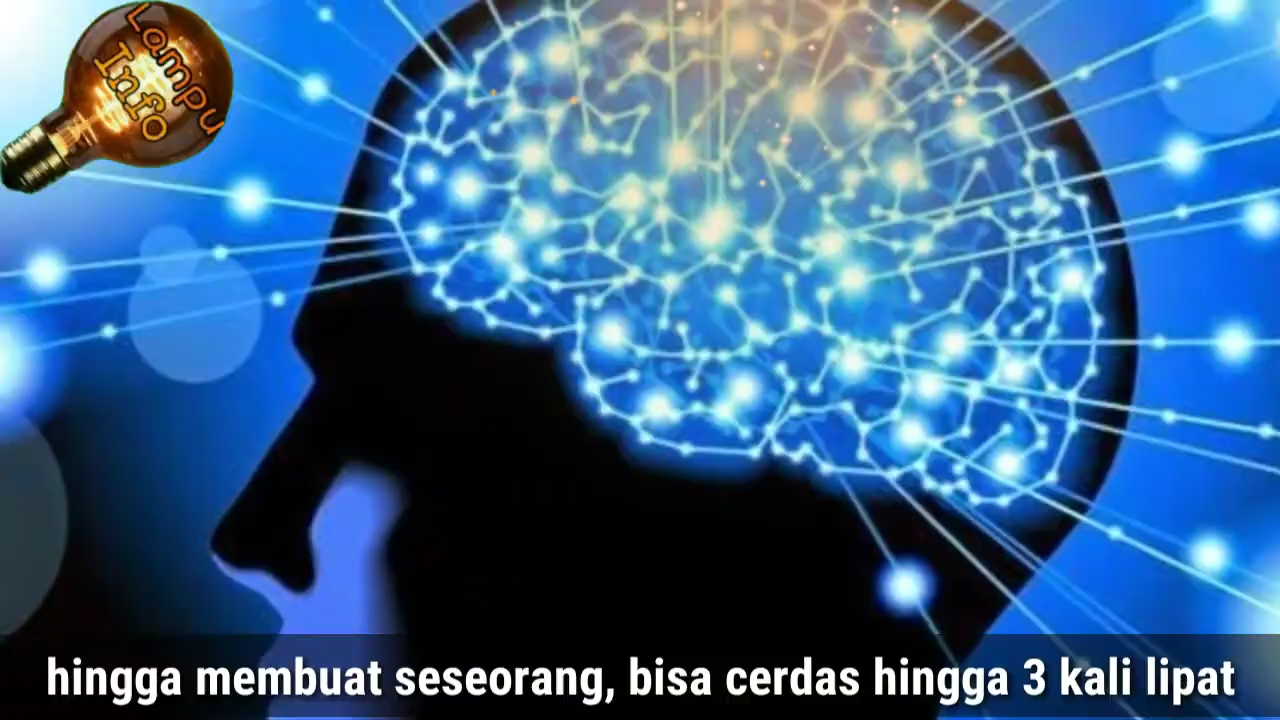 Lampu
Info
hingga membuat seseorang, bisa cerdas hingga 3 kali lipat